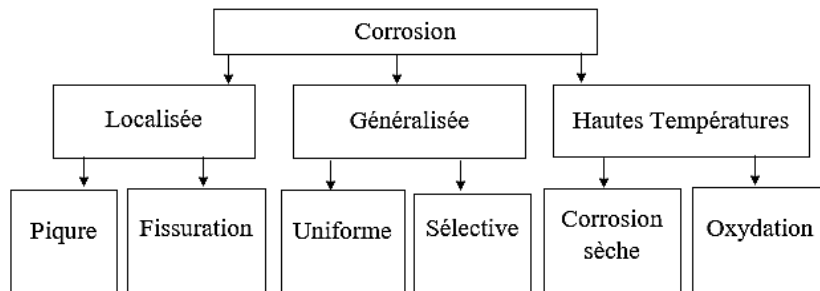 Corrosion
Localisée
Généralisée
Hautes Températures
Piqure
Fissuration
Uniforme
Sélective
Corrosion
sèche
Oxydation